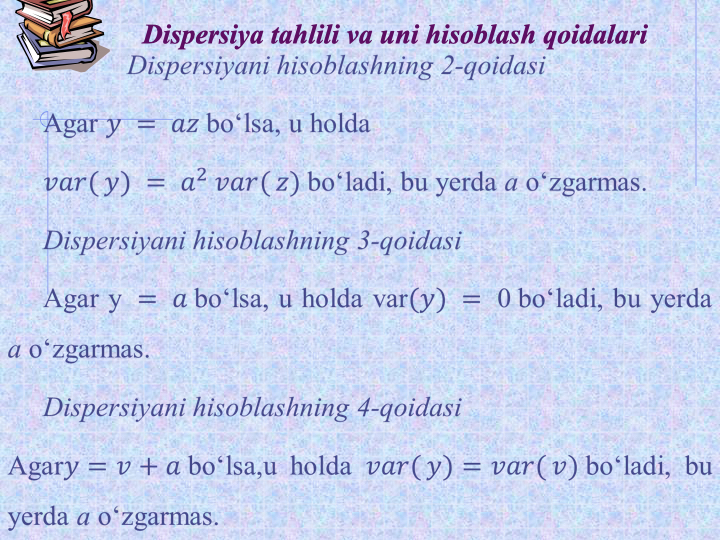 Dispersiya tahlili va uni hisoblash qoidalari
Dispersiyani hisoblashning 2-qoidasi
Agar 𝑦 = 𝑎𝑧 bo‘lsa, u holda
𝑣𝑎𝑟(𝑦) = 𝑎² 𝑣𝑎𝑟(𝑧) bo‘ladi, bu yerda a o‘zgarmas.
Dispersiyani hisoblashning 3-qoidasi
Agar y = 𝑎 bo‘lsa, u holda var(𝑦) = 0 bo‘ladi, bu yerda
a o‘zgarmas.
Dispersiyani hisoblashning 4-qoidasi
Agar𝑦 = 𝑣 + 𝑎 bo‘lsa,u holda 𝑣𝑎𝑟(𝑦) = 𝑣𝑎𝑟(𝑣) bo‘ladi, bu
yerda a o‘zgarmas.